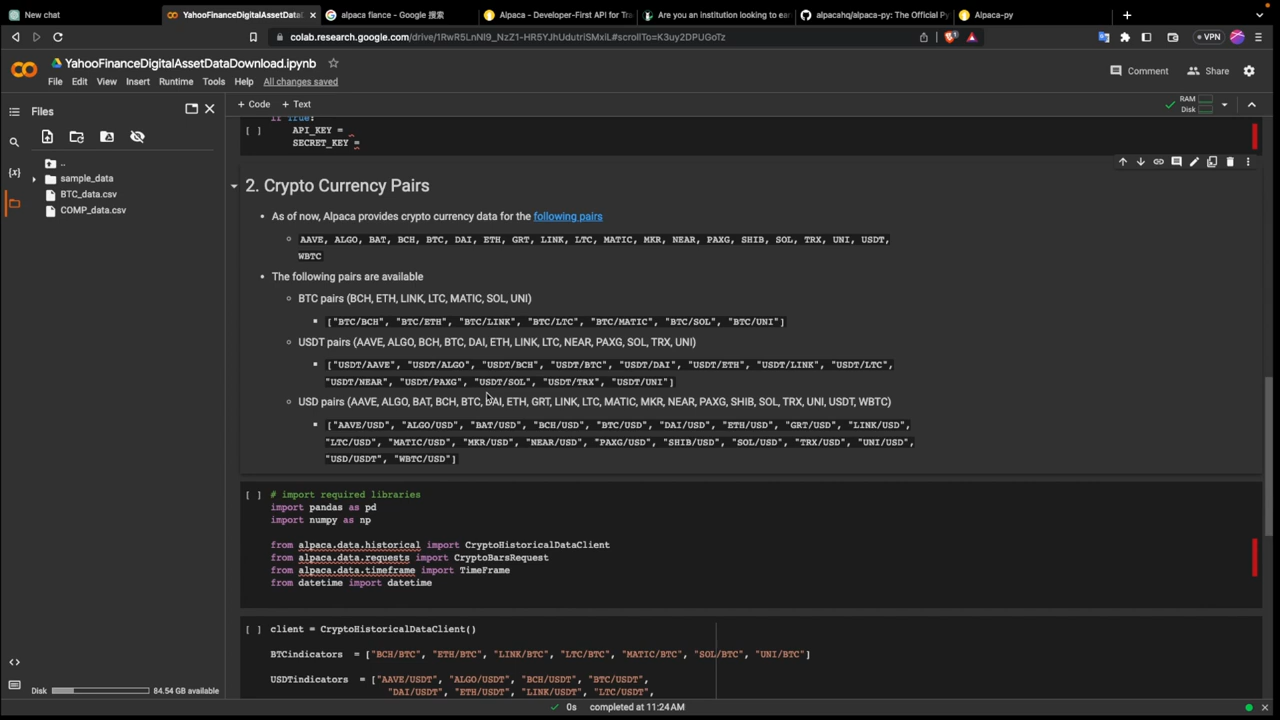 New chat
YahooFinanceDigitalAssetDataD
alpaca fiance - Google 搜索
Alpaca - Developer-First API for Tra
Are you an institution looking to ear
alpacahq/alpaca-py: The Official Py
Alpaca-py
colab.research.google.com/drive/1RwR5LnNI9_NzZ1-HR5YJhUdutriSMxiL#scrollTo=K3uy2DPUGoTz
VPN
YahooFinanceDigitalAssetDataDownload.ipynb
File Edit View Insert Runtime Tools Help All changes saved
Comment
Share
Files
+ Code + Text
RAM
Disk
..
sample_data
BTC_data.csv
COMP_data.csv
if True:
[ ] API_KEY =
SECRET_KEY =
2. Crypto Currency Pairs
As of now, Alpaca provides crypto currency data for the following pairs
AAVE, ALGO, BAT, BCH, BTC, DAI, ETH, GRT, LINK, LTC, MATIC, MKR, NEAR, PAXG, SHIB, SOL, TRX, UNI, USDT,
WBTC
The following pairs are available
BTC pairs (BCH, ETH, LINK, LTC, MATIC, SOL, UNI)
["BTC/BCH", "BTC/ETH", "BTC/LINK", "BTC/LTC", "BTC/MATIC", "BTC/SOL", "BTC/UNI"]
USDT pairs (AAVE, ALGO, BCH, BTC, DAI, ETH, LINK, LTC, NEAR, PAXG, SOL, TRX, UNI)
["USDT/AAVE", "USDT/ALGO", "USDT/BCH", "USDT/BTC", "USDT/DAI", "USDT/ETH", "USDT/LINK", "USDT/LTC",
"USDT/NEAR", "USDT/PAXG", "USDT/SOL", "USDT/TRX", "USDT/UNI"]
USD pairs (AAVE, ALGO, BAT, BCH, BTC, DAI, ETH, GRT, LINK, LTC, MATIC, MKR, NEAR, PAXG, SHIB, SOL, TRX, UNI, USDT, WBTC)
["AAVE/USD", "ALGO/USD", "BAT/USD", "BCH/USD", "BTC/USD", "DAI/USD", "ETH/USD", "GRT/USD", "LINK/USD",
"LTC/USD", "MATIC/USD", "MKR/USD", "NEAR/USD", "PAXG/USD", "SHIB/USD", "SOL/USD", "TRX/USD", "UNI/USD",
"USD/USDT", "WBTC/USD"]
[ ] # import required libraries
import pandas as pd
import numpy as np
from alpaca.data.historical import CryptoHistoricalDataClient
from alpaca.data.requests import CryptoBarsRequest
from alpaca.data.timeframe import TimeFrame
from datetime import datetime
[ ] client = CryptoHistoricalDataClient()
BTCindicators = ["BCH/BTC", "ETH/BTC", "LINK/BTC", "LTC/BTC", "MATIC/BTC", "SOL/BTC", "UNI/BTC"]
USDTindicators = ["AAVE/USDT", "ALGO/USDT", "BCH/USDT", "BTC/USDT",
"DAI/USDT", "ETH/USDT", "LINK/USDT", "LTC/USDT",
Disk 84.54 GB available
0s completed at 11:24AM